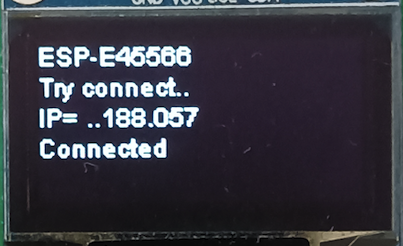 ESP-E45566
Try connect..
IP= ..188.057
Connected